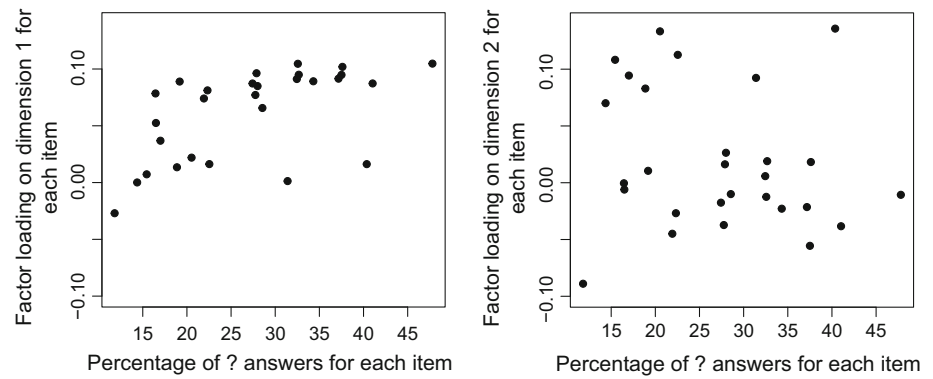 Factor loading on dimension 1 for
each item
0.10
0.00
−0.10
15 20 25 30 35 40 45
Percentage of ? answers for each item
Factor loading on dimension 2 for
each item
0.10
0.00
−0.10
15 20 25 30 35 40 45
Percentage of ? answers for each item